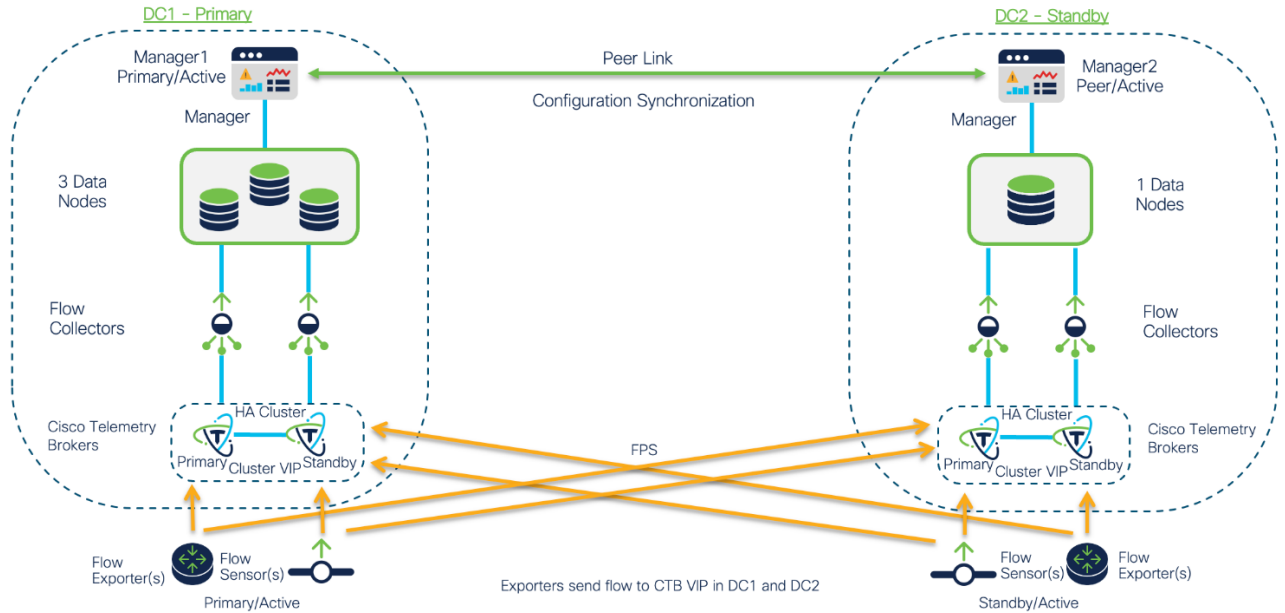 DC1 - Primary
DC2 - Standby
Manager1
Primary/Active
Peer Link
Manager2
Peer/Active
Configuration Synchronization
Manager
Manager
3 Data
Nodes
1 Data
Nodes
Flow
Collectors
Flow
Collectors
Cisco Telemetry
Brokers
HA Cluster
Primary
Cluster VIP
Standby
FPS
HA Cluster
Primary
Cluster VIP
Standby
Cisco Telemetry
Brokers
Flow
Exporter(s)
Flow
Sensor(s)
Primary/Active
Exporters send flow to CTB VIP in DC1 and DC2
Flow
Sensor(s)
Flow
Exporter(s)
Standby/Active